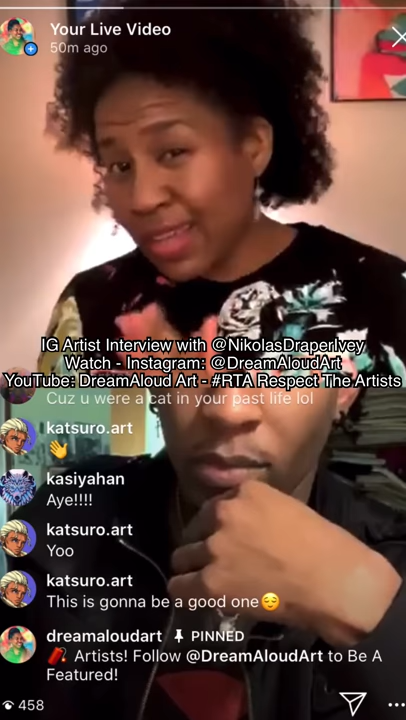 Your Live Video
50m ago
IG Artist Interview with @NikolasDraperIvey
Watch - Instagram: @DreamAloudArt
YouTube: DreamAloud Art - #RTA Respect The Artists
Cuz u were a cat in your past life lol
katsuro.art
👋
kasiyahan
Aye!!!!
katsuro.art
Yoo
katsuro.art
This is gonna be a good one😌
dreamaloudart 📌 PINNED
🧨 Artists! Follow @DreamAloudArt to Be A
Featured!
458